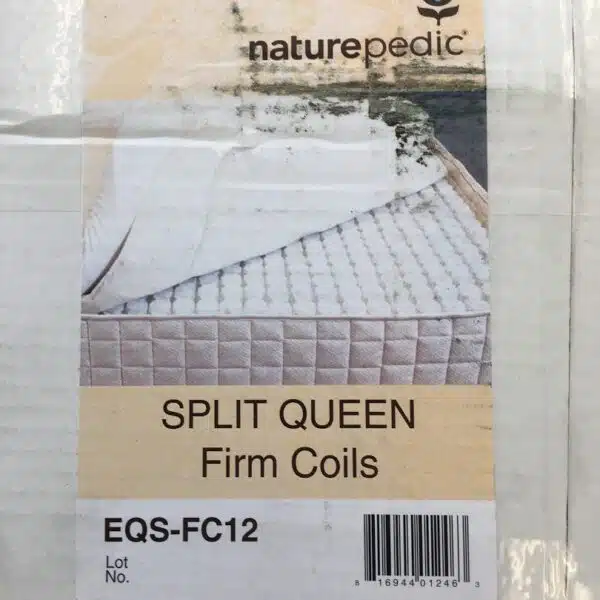 naturepedic
SPLIT QUEEN
Firm Coils
EQS-FC12
Lot
No.
8 16944 01246 3